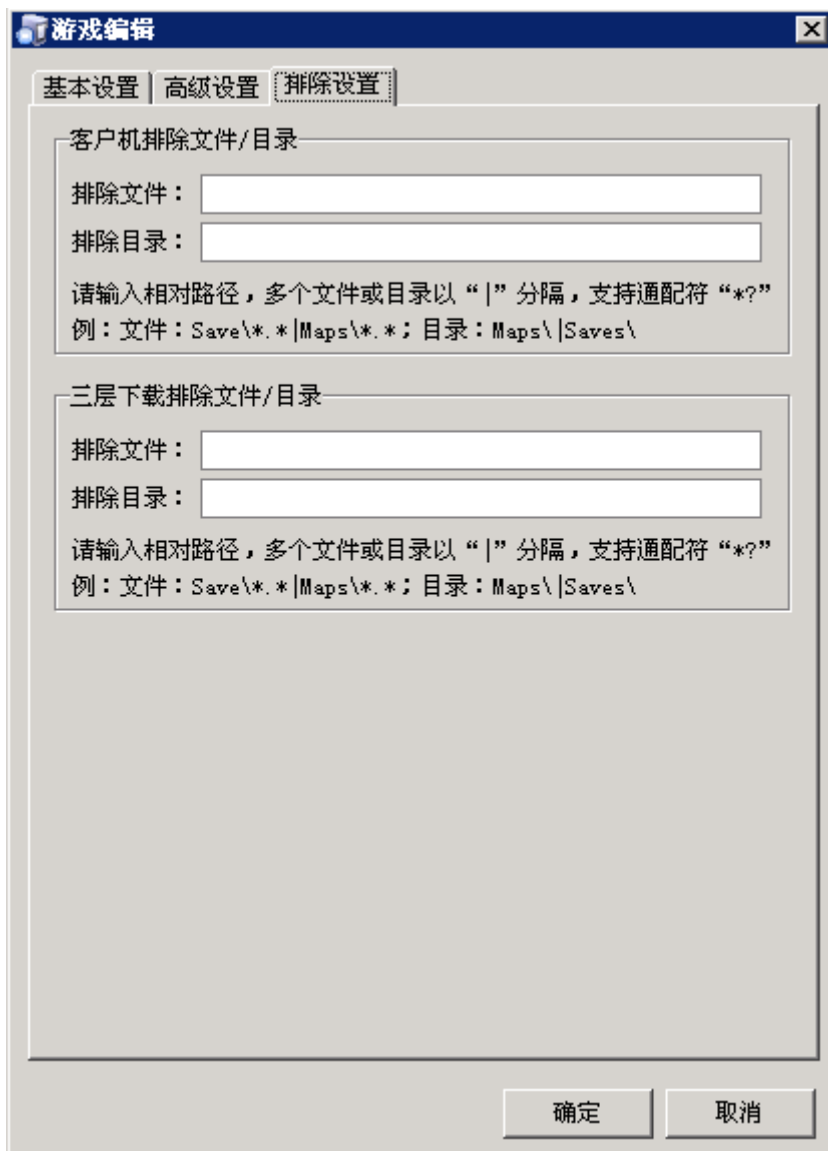 游戏编辑
基本设置 高级设置 排除设置
客户机排除文件/目录
排除文件：
排除目录：
请输入相对路径，多个文件或目录以“|”分隔，支持通配符“*?”
例：文件：Save\*.*|Maps\*.*；目录：Maps\|Saves\
三层下载排除文件/目录
排除文件：
排除目录：
请输入相对路径，多个文件或目录以“|”分隔，支持通配符“*?”
例：文件：Save\*.*|Maps\*.*；目录：Maps\|Saves\
确定 取消